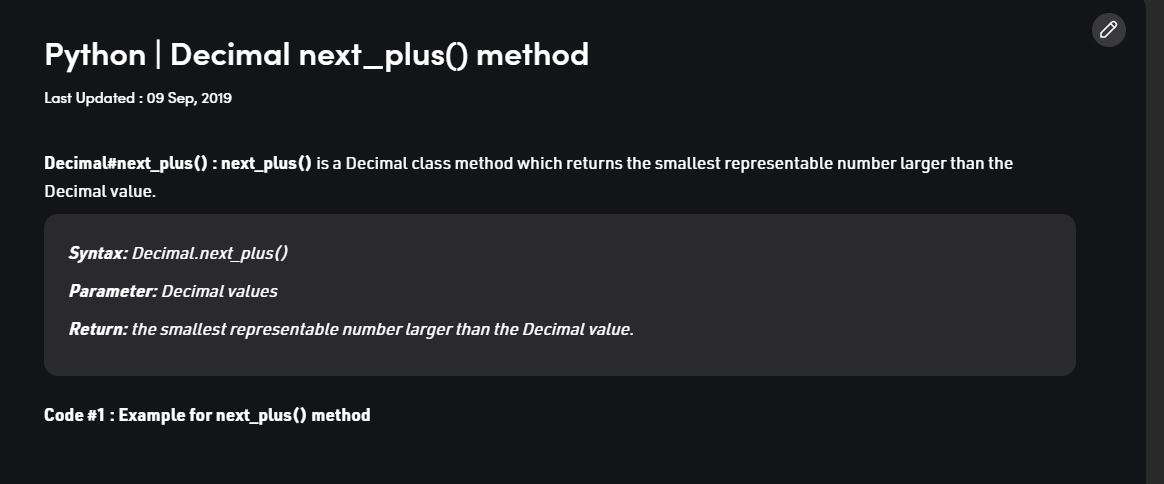 Python | Decimal next_plus() method
Last Updated : 09 Sep, 2019
Decimal#next_plus() : next_plus() is a Decimal class method which returns the smallest representable number larger than the
Decimal value.
Syntax: Decimal.next_plus()
Parameter: Decimal values
Return: the smallest representable number larger than the Decimal value.
Code #1 : Example for next_plus() method